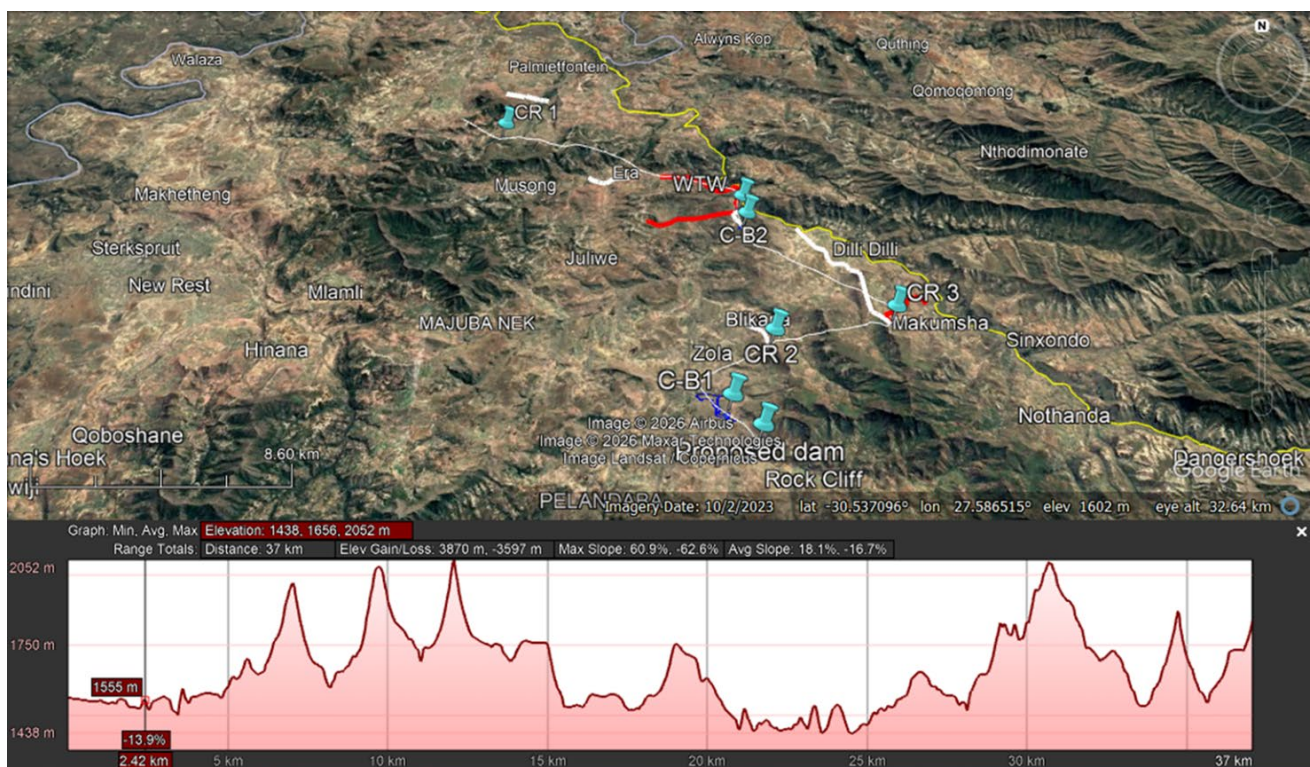 N
Alwyns Kop
Quthing
Walaza
Palmietfontein
Qomoqomong
CR 1
Nthodimonate
Era
WTW
Makhetheng
Musong
C-B2
Sterkspruit
Dilli Dilli
Juliwe
New Rest
ndini
Mlamli
CR 3
MAJUBA NEK
Makumsha
Sinxondo
Hinana
CR 2
Zola
C-B1
Nothanda
Image © 2026 Airbus
Qoboshane
Image © 2026 Maxar Technologies
8.60 km
Proposed dam
Dangershoek
na's Hoek
Image Landsat / Copernicus
Google Earth
Rock Cliff
wiji
Imagery Date: 10/2/2023 lat -30.537096° lon 27.586515° elev 1602 m eye alt 32.64 km
Graph: Min, Avg, Max Elevation: 1438, 1656, 2052 m
Range Totals: Distance: 37 km Elev Gain/Loss: 3870 m, -3597 m Max Slope: 60.9%, -62.6% Avg Slope: 18.1%, -16.7%
2052 m
1750 m
1555 m
1438 m
-13.9%
2.42 km 5 km 10 km 15 km 20 km 25 km 30 km 37 km